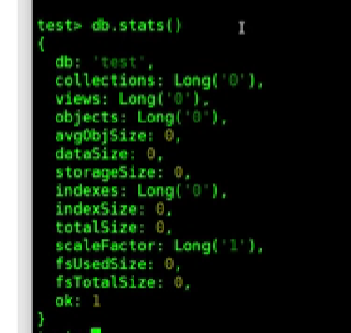 test> db.stats()
{
  db: 'test',
  collections: Long('0'),
  views: Long('0'),
  objects: Long('0'),
  avgObjSize: 0,
  dataSize: 0,
  storageSize: 0,
  indexes: Long('0'),
  indexSize: 0,
  totalSize: 0,
  scaleFactor: Long('1'),
  fsUsedSize: 0,
  fsTotalSize: 0,
  ok: 1
}